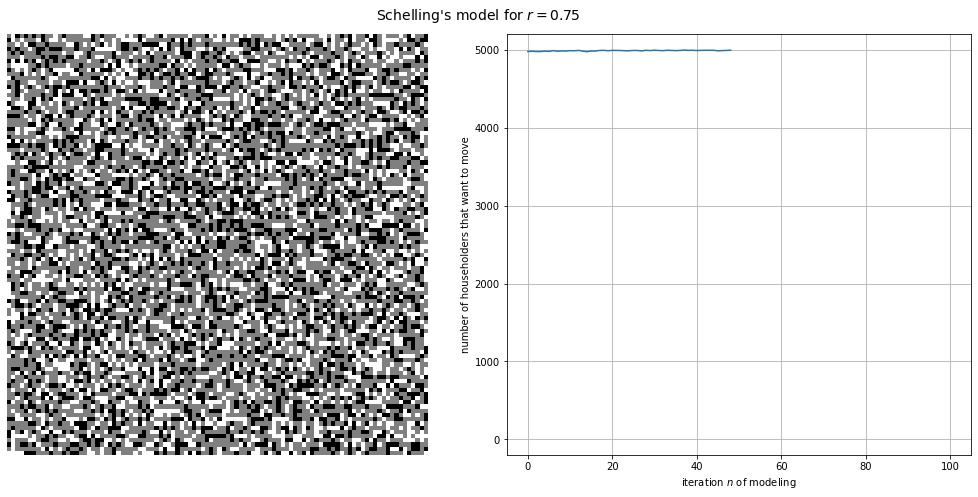 Schelling's model for r = 0.75
number of householders that want to move
5000
4000
3000
2000
1000
0
0 20 40 60 80 100
iteration n of modeling